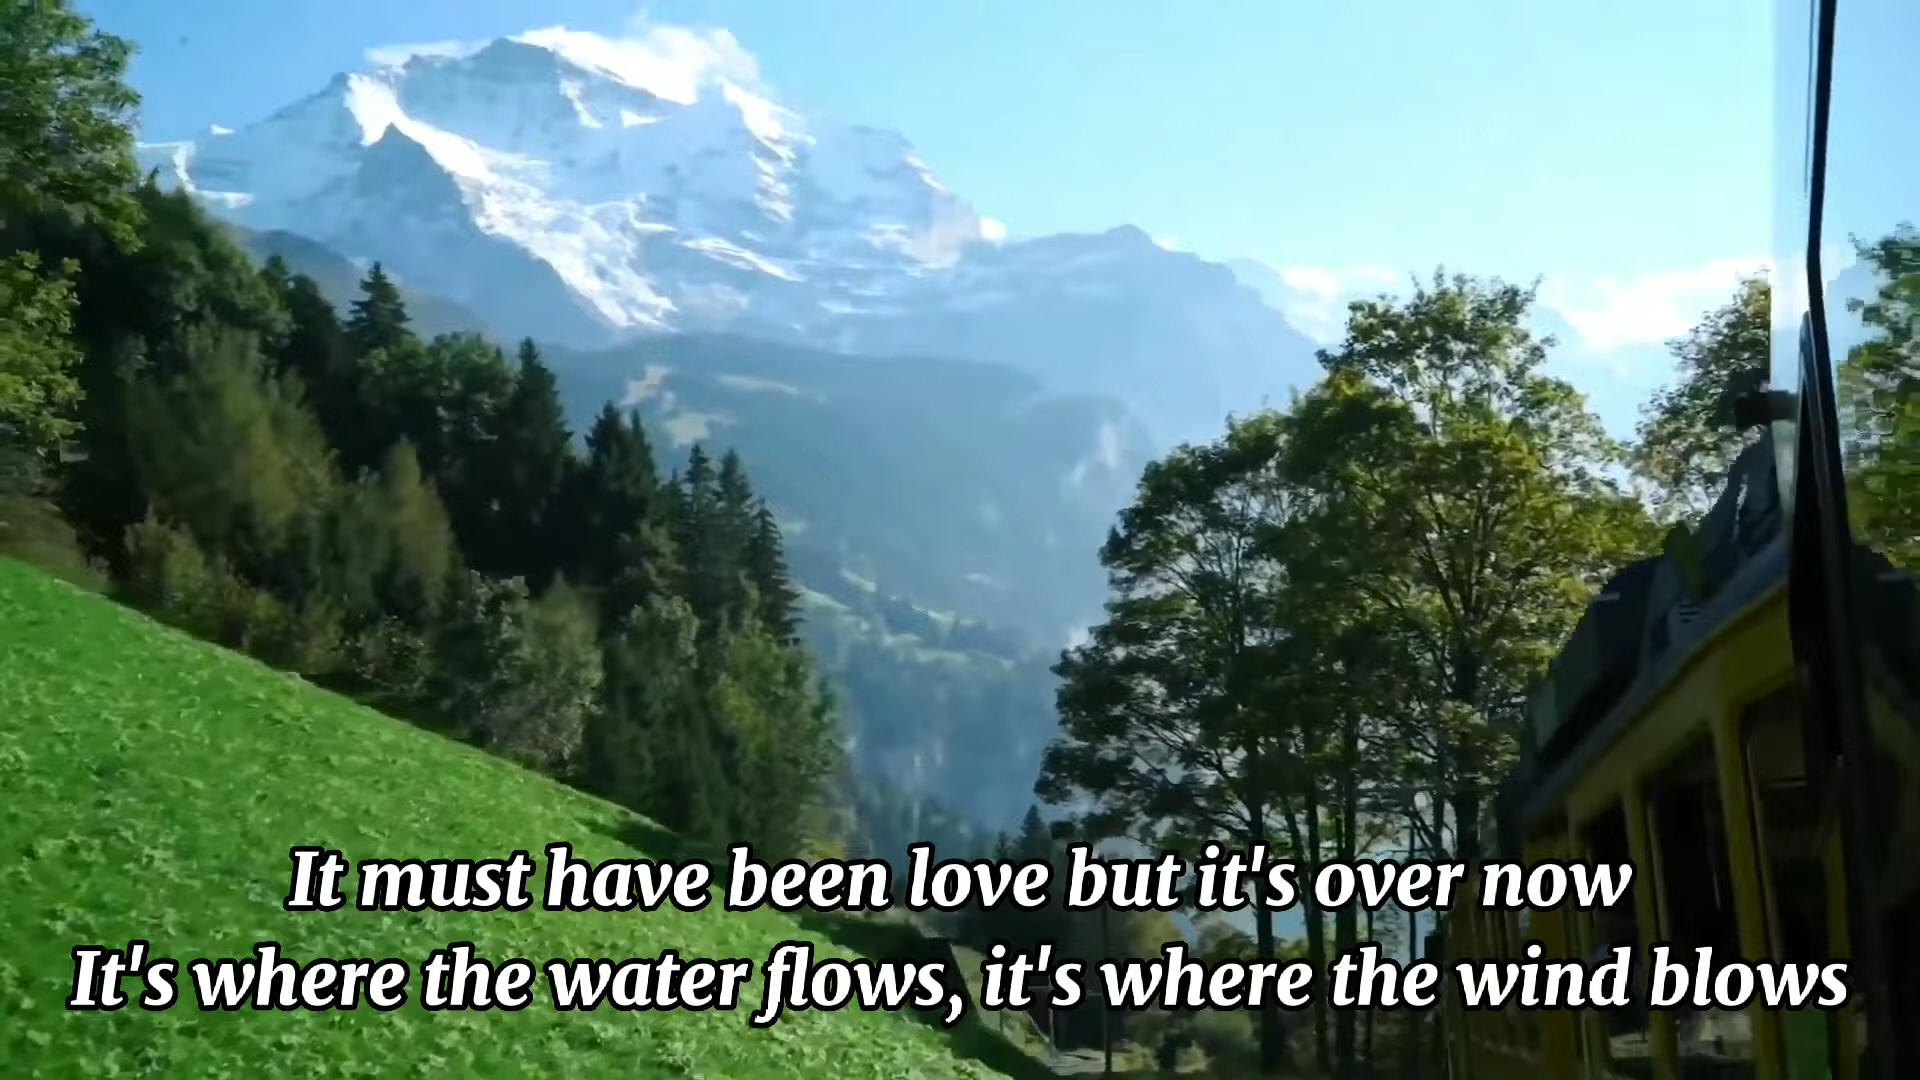 It must have been love but it's over now
It's where the water flows, it's where the wind blows